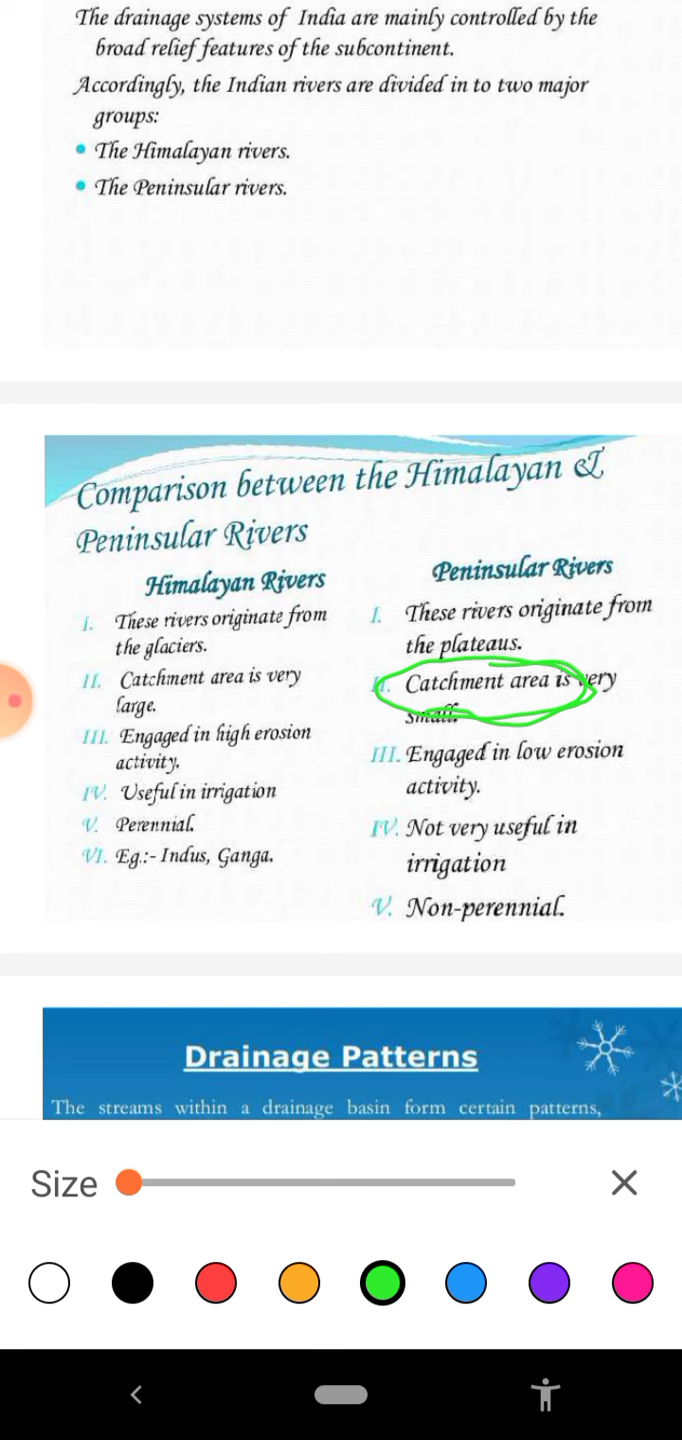 The drainage systems of India are mainly controlled by the
broad relief features of the subcontinent.
Accordingly, the Indian rivers are divided in to two major
groups:
• The Himalayan rivers.
• The Peninsular rivers.
Comparison between the Himalayan &
Peninsular Rivers
Himalayan Rivers
I. These rivers originate from
the glaciers.
II. Catchment area is very
large.
III. Engaged in high erosion
activity.
IV. Useful in irrigation
V. Perennial.
VI. Eg.:- Indus, Ganga.
Peninsular Rivers
I. These rivers originate from
the plateaus.
II. Catchment area is very
small.
III. Engaged in low erosion
activity.
IV. Not very useful in
irrigation
V. Non-perennial.
Drainage Patterns
The streams within a drainage basin form certain patterns,
Size